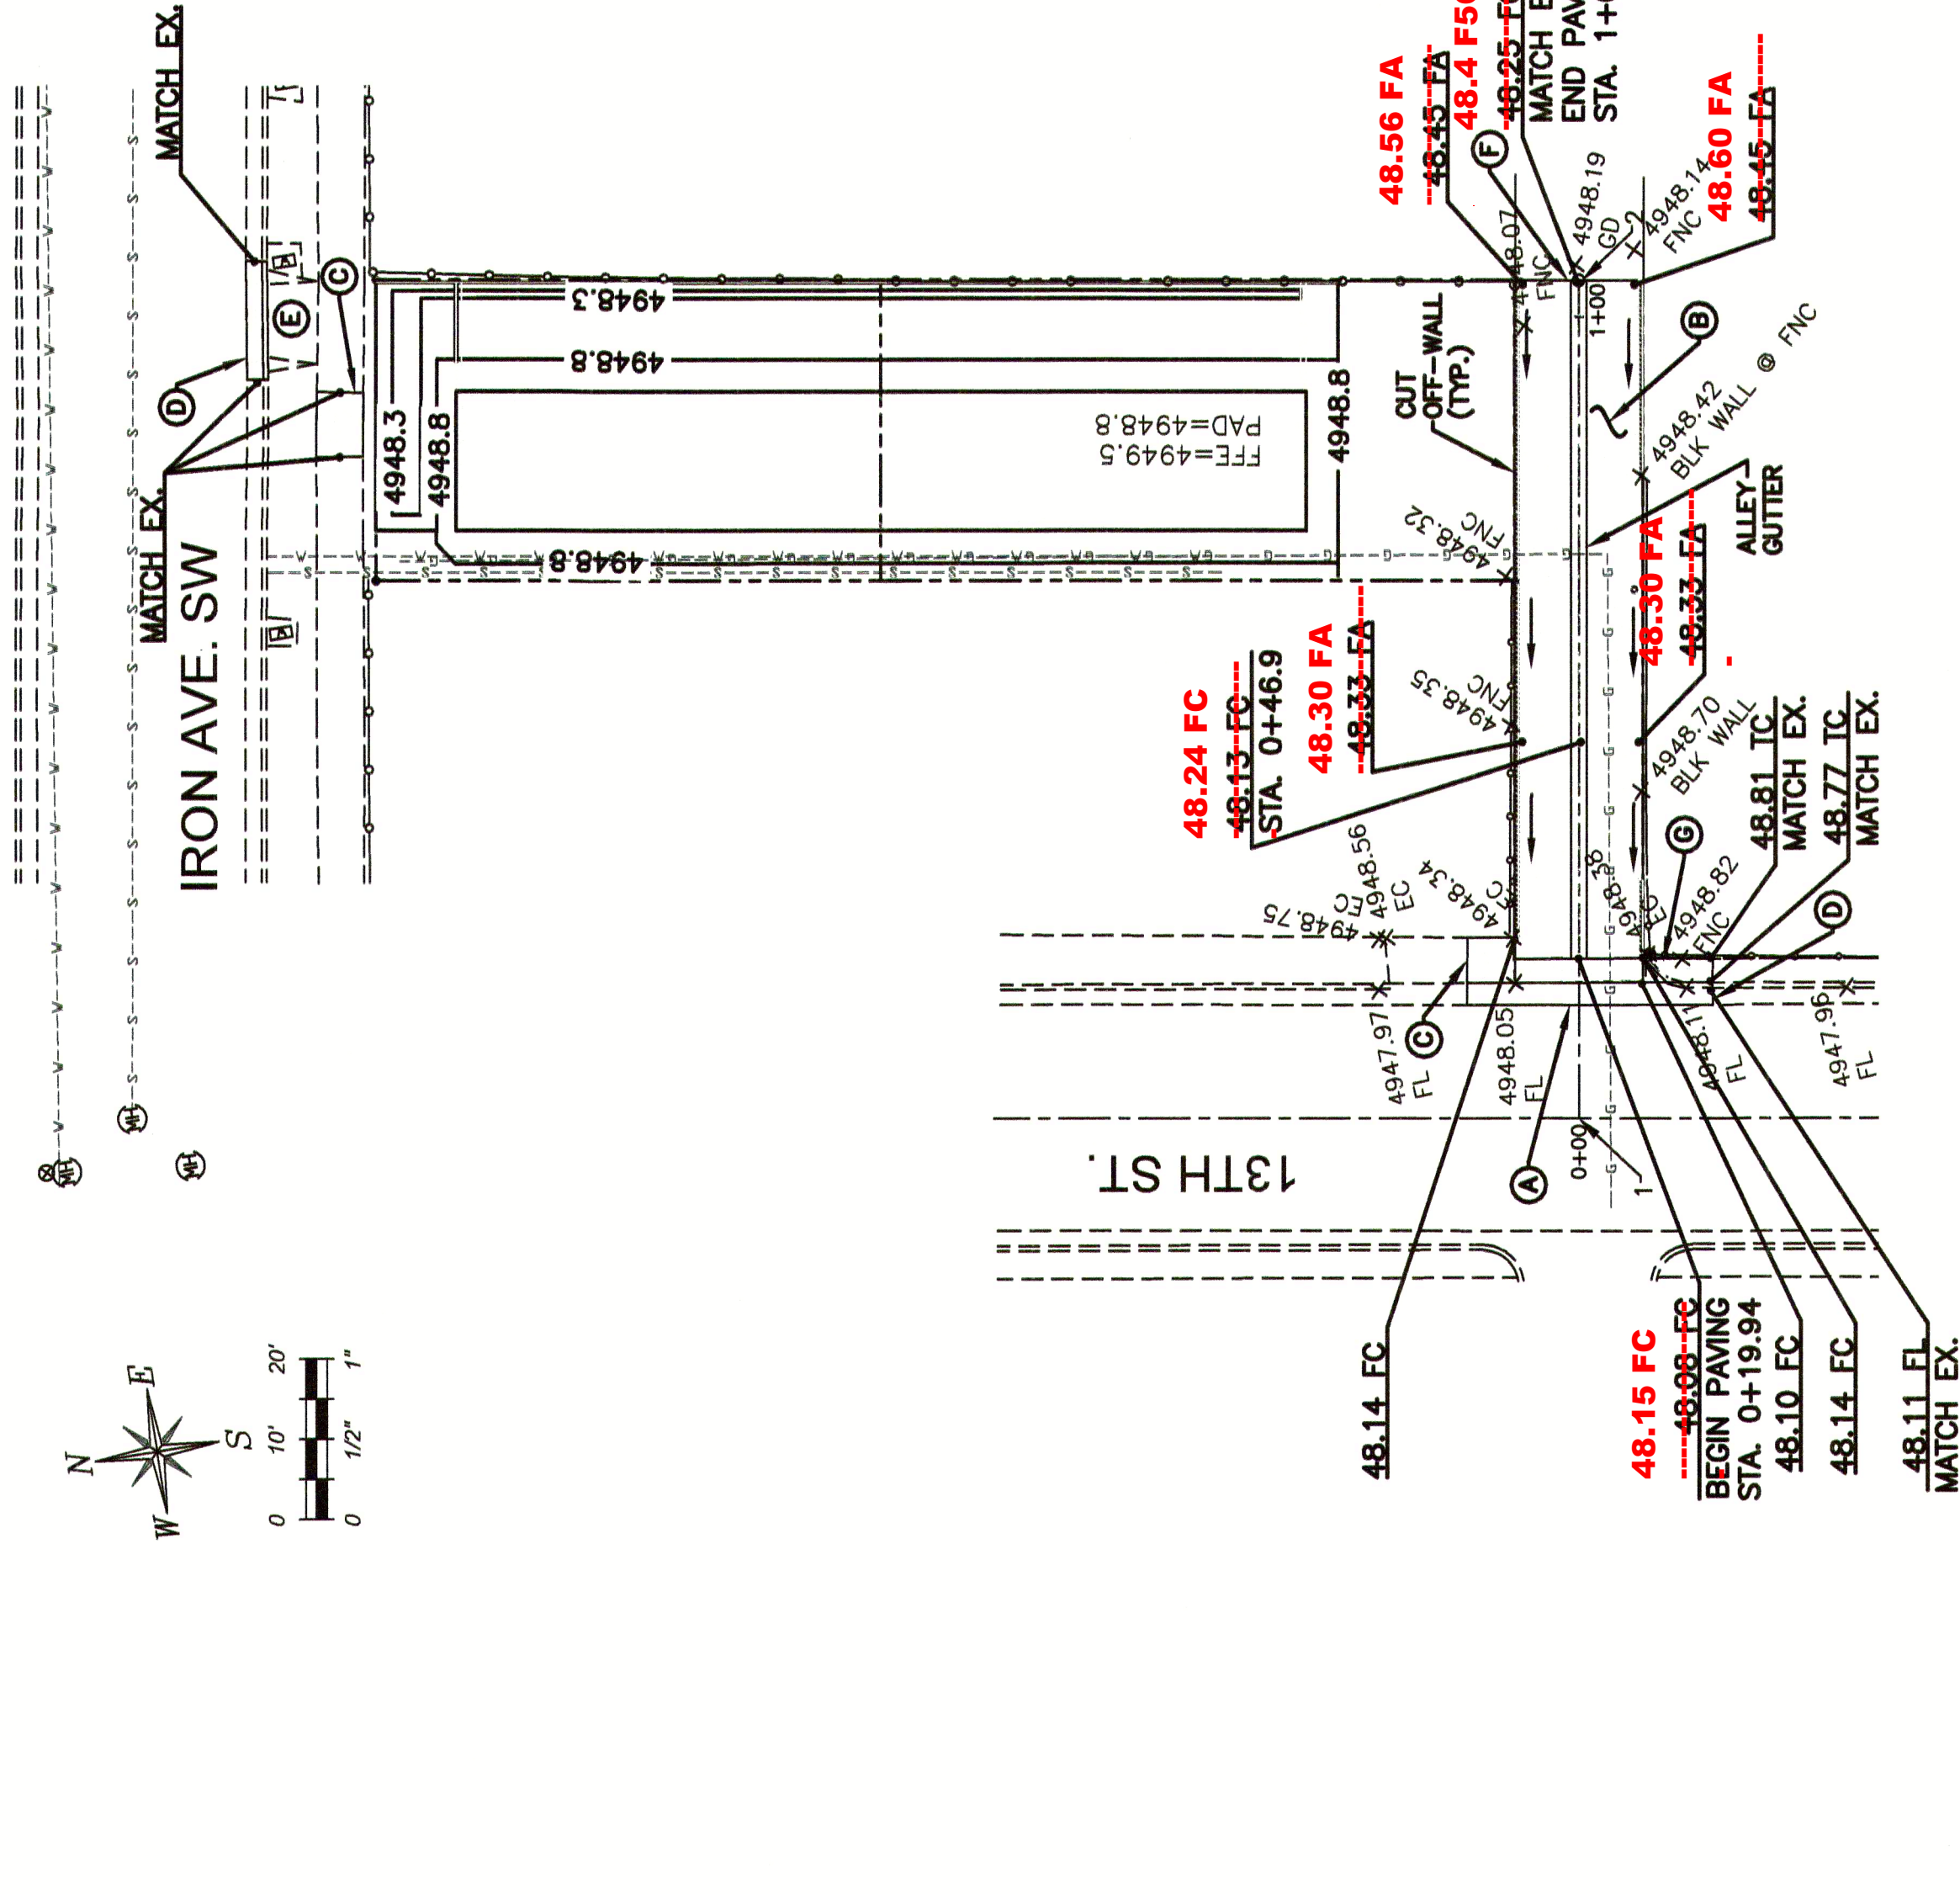 MATCH EX.
MATCH EX.
IRON AVE. SW
D
E
C
4948.3
4948.8
4948.3
4948.8
4948.8
4948.8
FFE=4949.5
PAD=4948.8
CUT
OFF-WALL
(TYP.)
48.56 FA
48.45 FA
48.25
MATCH
STA.
F
4948.19
GD
2
4948.14
FNC
48.60 FA
48.45 FA
FNC
1+00
B
4948.42
BLK WALL @ FNC
ALLEY
GUTTER
4948.32
FNC
48.30 FA
48.33 FA
48.24 FC
48.13 FC
STA. 0+46.9
48.30 FA
48.33 FA
4948.35
FNC
4948.70
BLK WALL
48.81 TC
MATCH EX.
48.77 TC
MATCH EX.
4948.75
EC
4948.56
EC
4948.34
EC
G
4948.82
FNC
D
4947.97
FL
C
4948.05
FL
4948.11
FL
4947.96
FL
13TH ST.
A
0+00
1
48.14 FC
48.15 FC
48.08 FC
BEGIN PAVING
STA. 0+19.94
48.10 FC
48.14 FC
48.11 FL
MATCH EX.
MH
MH
MH
N
E
S
W
0 10' 20'
0 1/2" 1"